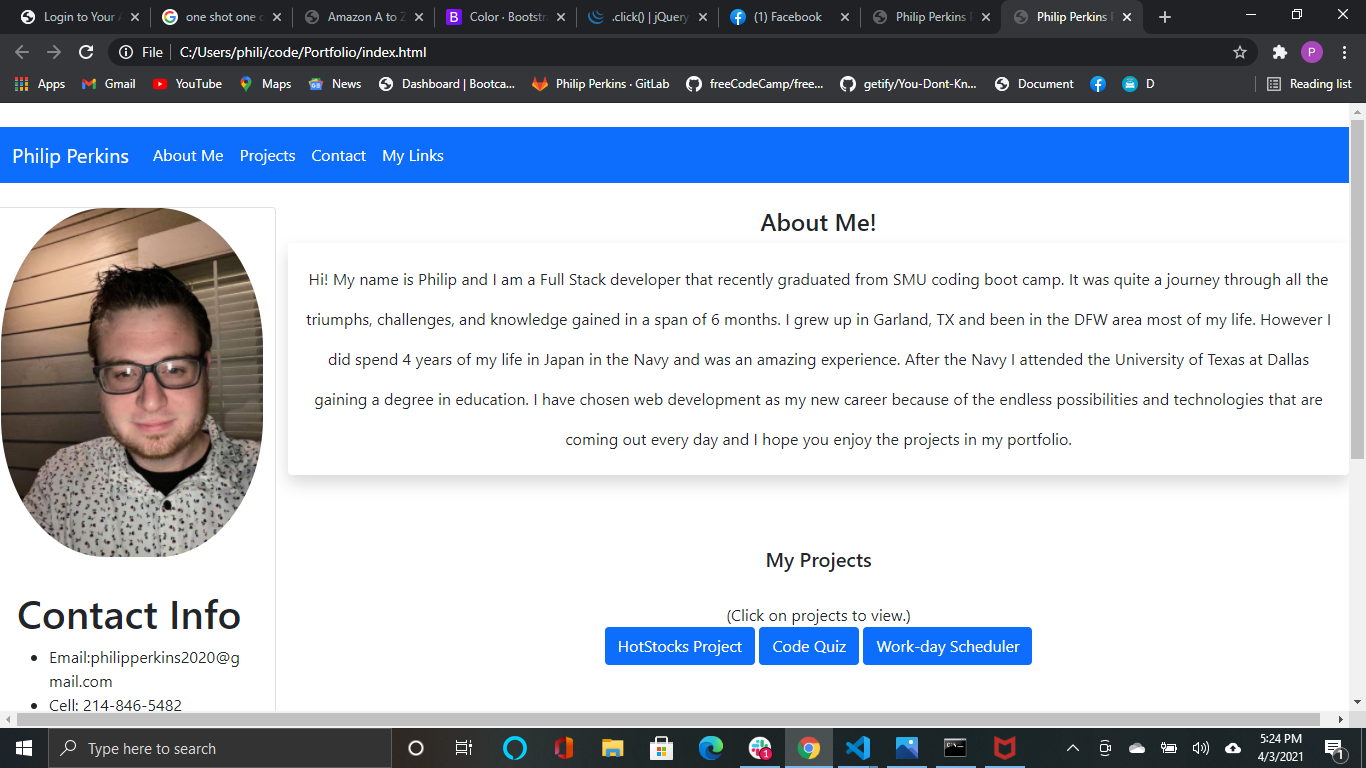 Login to Your A
one shot one c
Amazon A to Z
Color · Bootstr
.click() | jQuery
(1) Facebook
Philip Perkins P
Philip Perkins P
File C:/Users/phili/code/Portfolio/index.html
P
Apps
Gmail
YouTube
Maps
News
Dashboard | Bootca...
Philip Perkins · GitLab
freeCodeCamp/free...
getify/You-Dont-Kn...
Document
D
Reading list
Philip Perkins
About Me
Projects
Contact
My Links
About Me!
Hi! My name is Philip and I am a Full Stack developer that recently graduated from SMU coding boot camp. It was quite a journey through all the
triumphs, challenges, and knowledge gained in a span of 6 months. I grew up in Garland, TX and been in the DFW area most of my life. However I
did spend 4 years of my life in Japan in the Navy and was an amazing experience. After the Navy I attended the University of Texas at Dallas
gaining a degree in education. I have chosen web development as my new career because of the endless possibilities and technologies that are
coming out every day and I hope you enjoy the projects in my portfolio.
Contact Info
Email:philipperkins2020@g
mail.com
Cell: 214-846-5482
My Projects
(Click on projects to view.)
HotStocks Project
Code Quiz
Work-day Scheduler
Type here to search
1
5:24 PM
4/3/2021
1